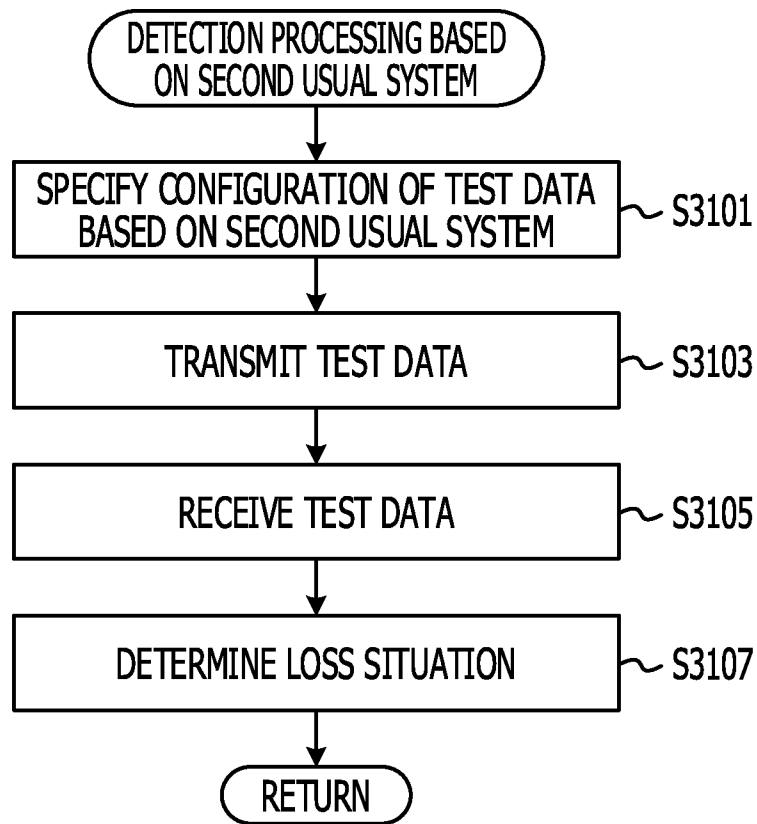 DETECTION PROCESSING BASED
ON SECOND USUAL SYSTEM
SPECIFY CONFIGURATION OF TEST DATA
BASED ON SECOND USUAL SYSTEM
S3101
TRANSMIT TEST DATA
S3103
RECEIVE TEST DATA
S3105
DETERMINE LOSS SITUATION
S3107
RETURN